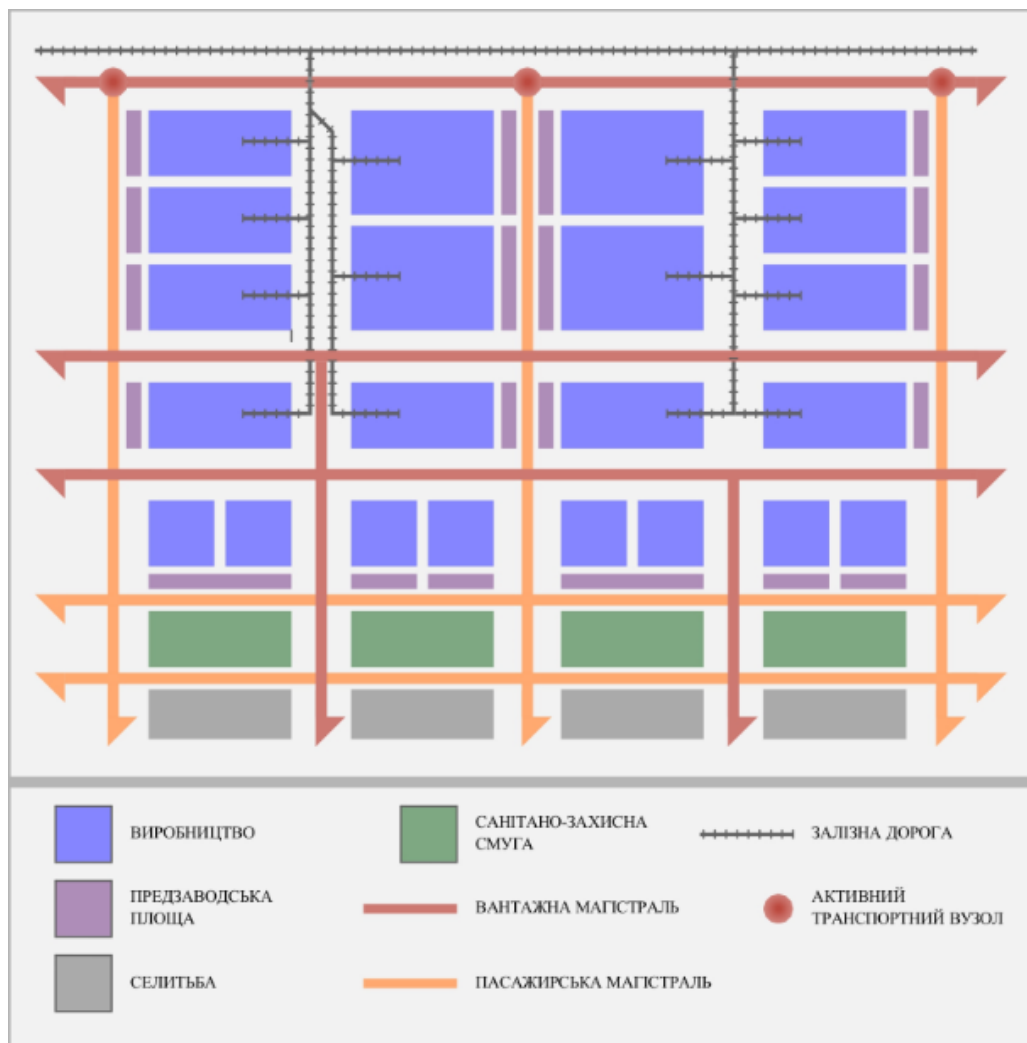 ВИРОБНИЦТВО
САНІТАНО-ЗАХИСНА
СМУГА
ЗАЛІЗНА ДОРОГА
ПРЕДЗАВОДСЬКА
ПЛОЩА
ВАНТАЖНА МАГІСТРАЛЬ
АКТИВНИЙ
ТРАНСПОРТНИЙ ВУЗОЛ
СЕЛИТЬБА
ПАСАЖИРСЬКА МАГІСТРАЛЬ